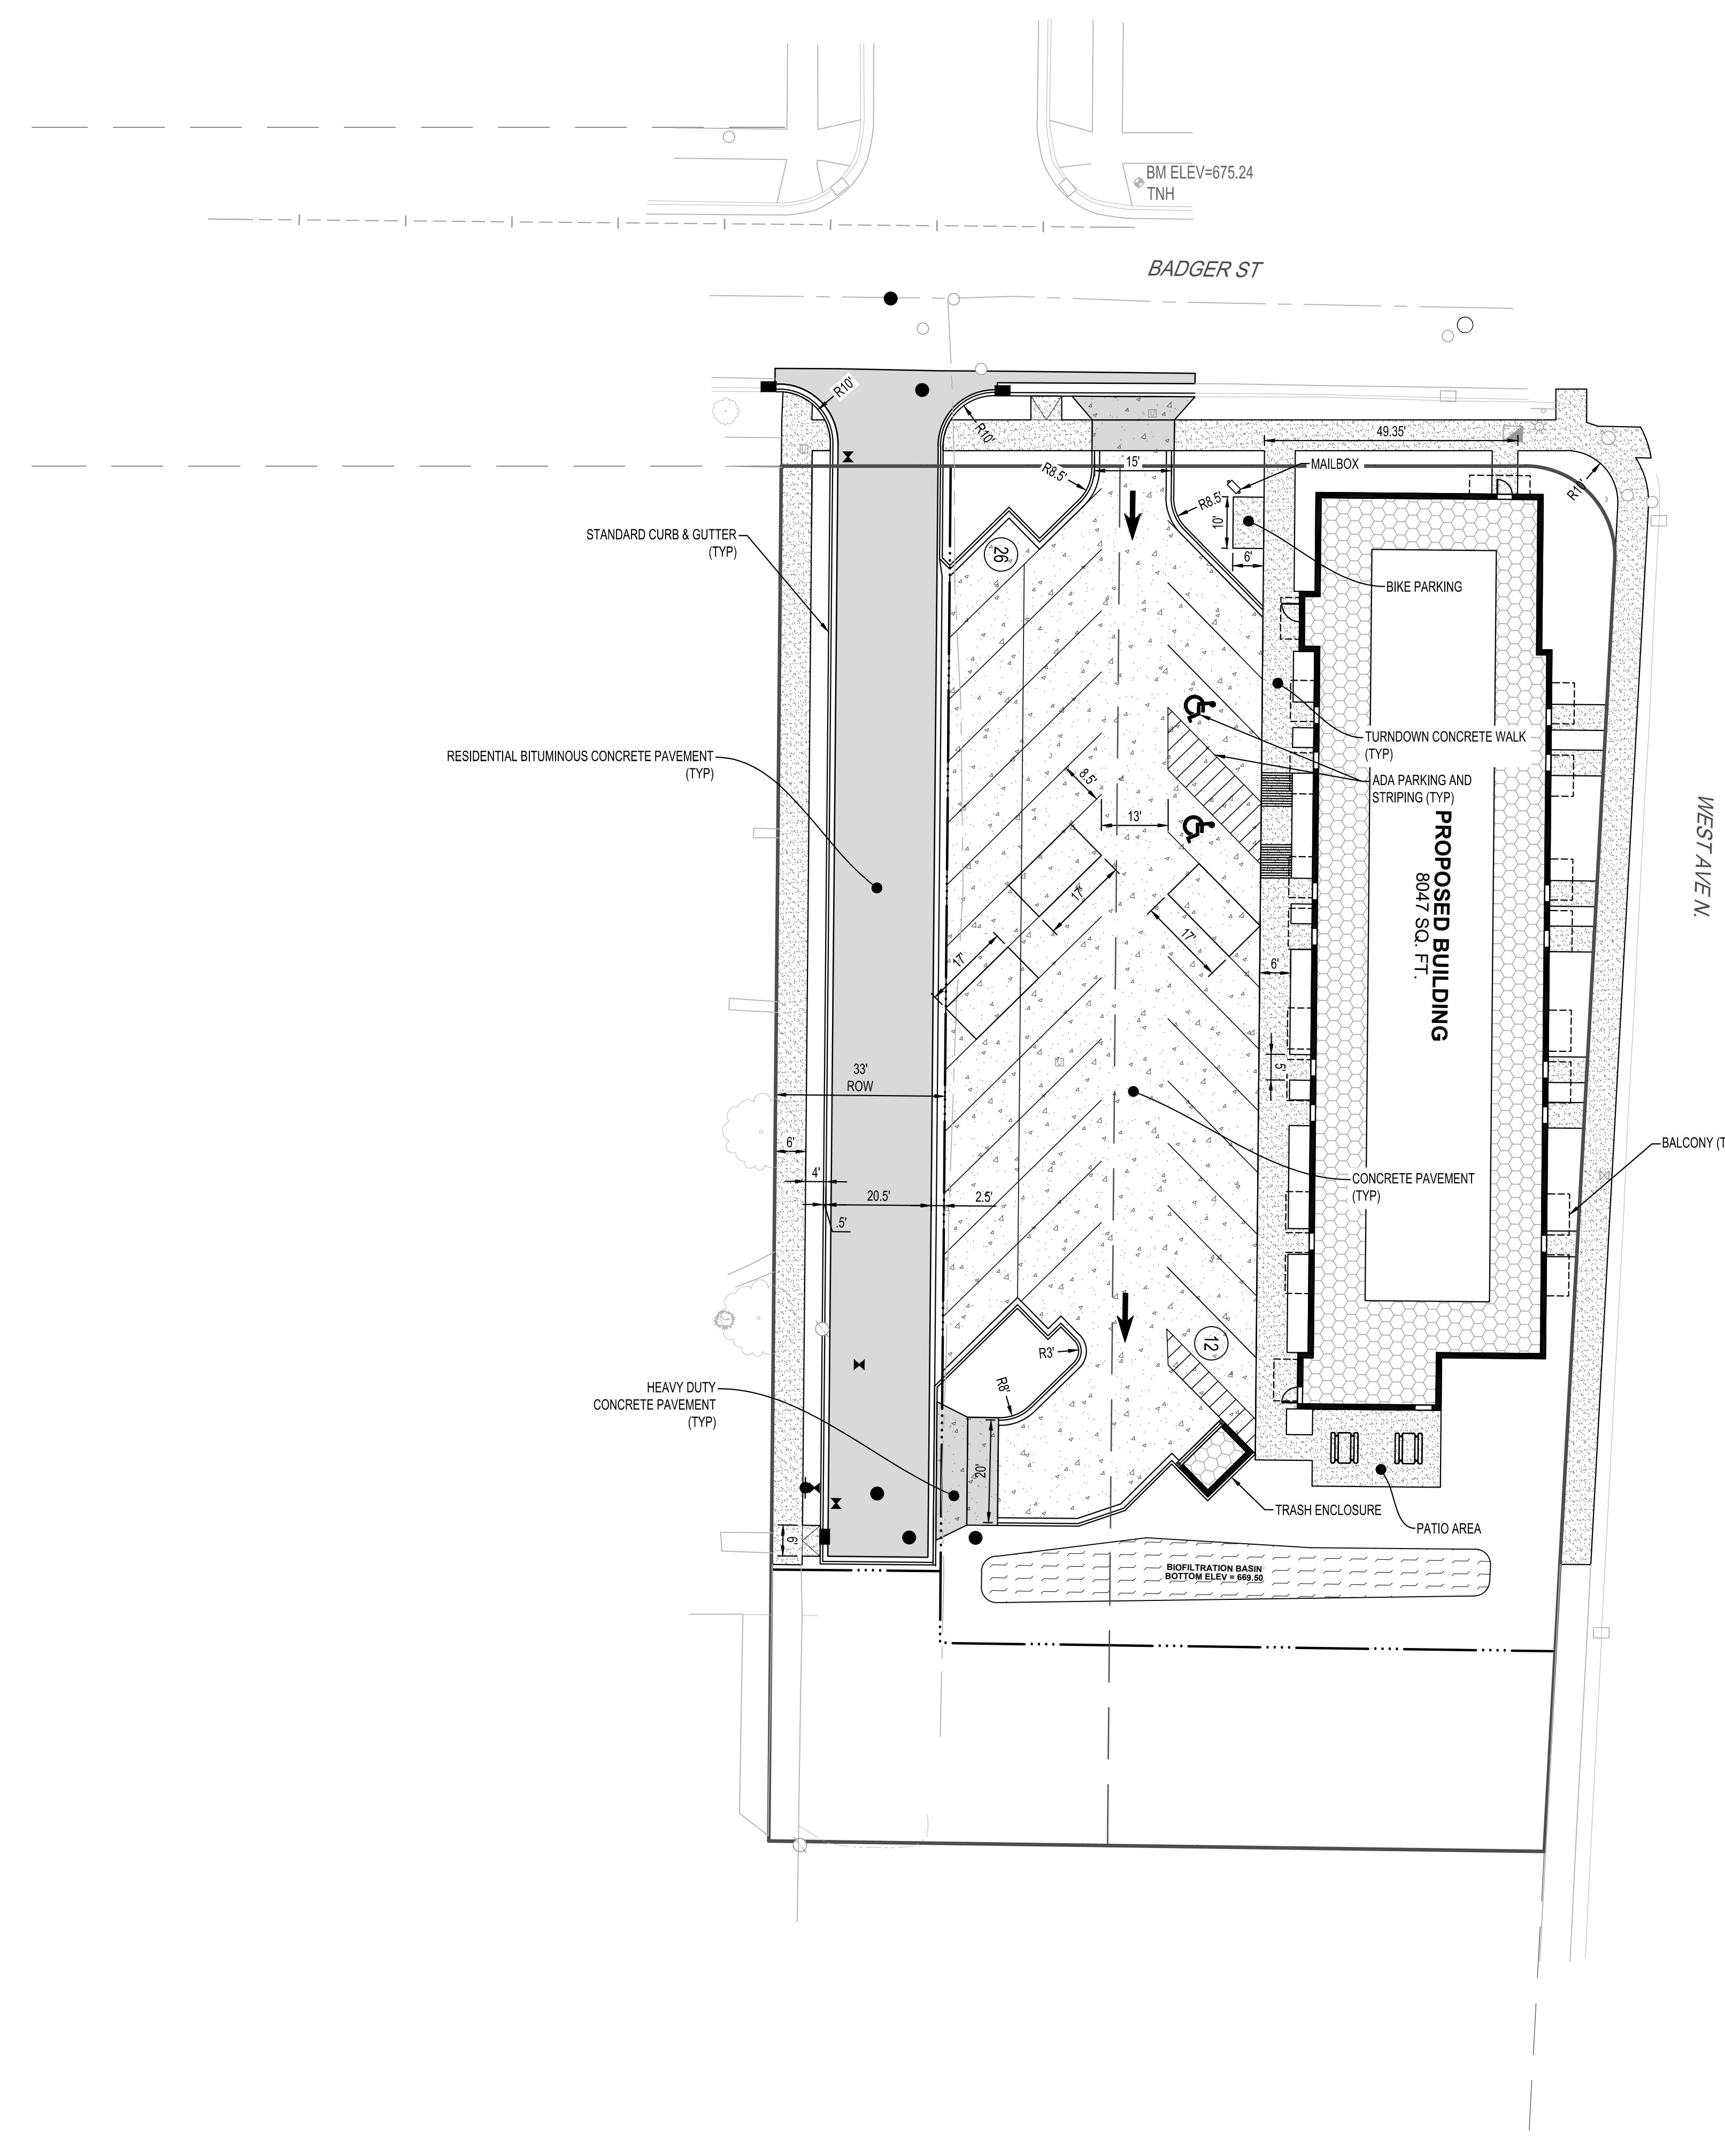 BM ELEV=675.24
TNH
BADGER ST
R10'
R10'
49.35'
15'
R8.5'
MAILBOX
R8.5'
10'
6'
STANDARD CURB & GUTTER
(TYP)
26
BIKE PARKING
TURNDOWN CONCRETE WALK
(TYP)
RESIDENTIAL BITUMINOUS CONCRETE PAVEMENT
(TYP)
ADA PARKING AND
STRIPING (TYP)
8.5'
13'
PROPOSED BUILDING
8047 SQ. FT.
WEST AVE N.
17'
17'
17'
6'
5'
33'
ROW
6'
4'
20.5'
2.5'
.5'
BALCONY (T
CONCRETE PAVEMENT
(TYP)
R3'
12
R8'
HEAVY DUTY
CONCRETE PAVEMENT
(TYP)
20'
TRASH ENCLOSURE
PATIO AREA
BIOFILTRATION BASIN
BOTTOM ELEV = 669.50